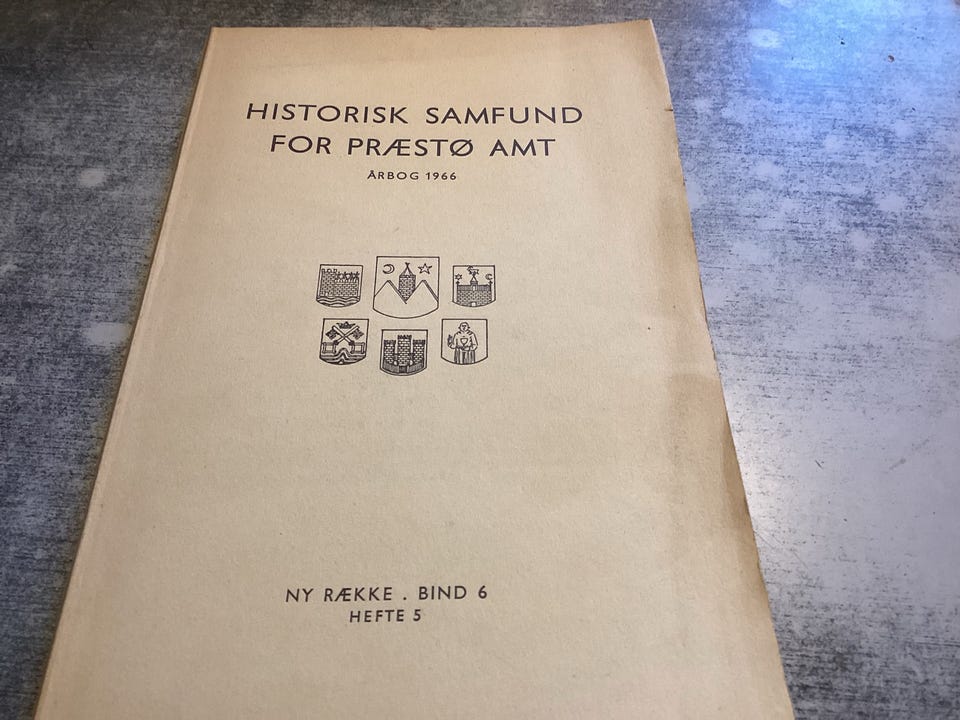 HISTORISK SAMFUND
FOR PRÆSTØ AMT
ÅRBOG 1966
NY RÆKKE . BIND 6
HEFTE 5